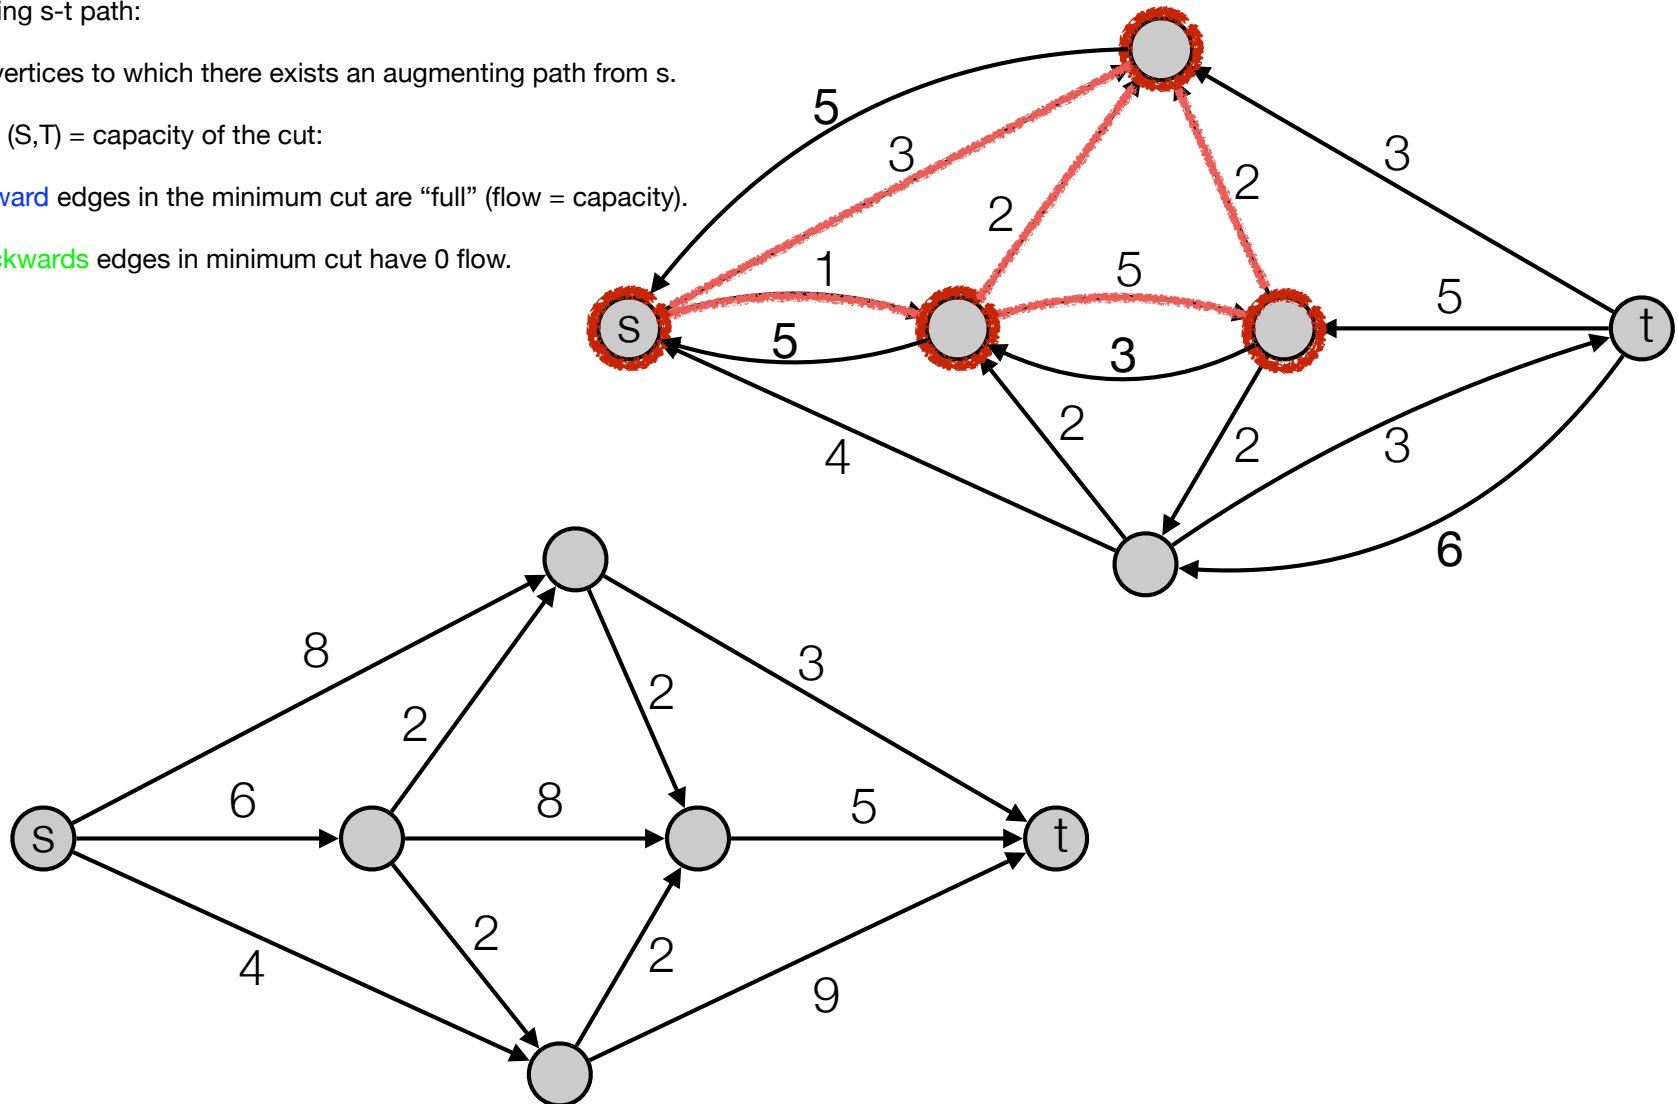 ing s-t path:
vertices to which there exists an augmenting path from s.
(S,T) = capacity of the cut:
ward edges in the minimum cut are “full” (flow = capacity).
ckwards edges in minimum cut have 0 flow.
5
3
3
2
2
1
5
5
s
t
5
3
2
2
3
4
6
8
3
2
2
6
8
5
s
t
2
2
4
9